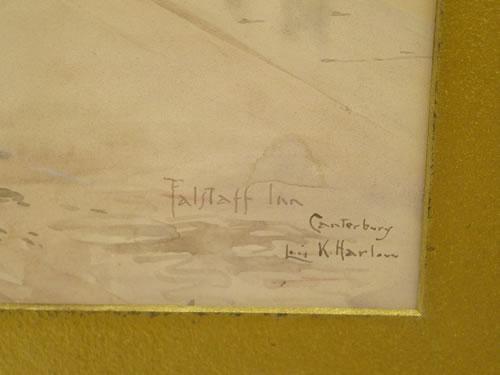 Falstaff Inn
Canterbury
Louis K. Harlow